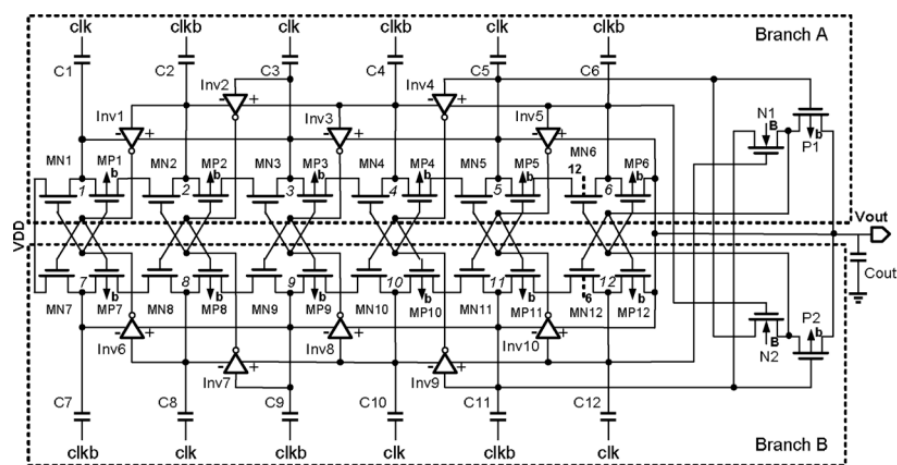 clk clkb clk clkb clk clkb
Branch A
C1 C2 C3 C4 C5 C6
Inv2 Inv4
Inv1 Inv3 Inv5
- + - +
- + - + - +
N1 B b P1
MN1 MP1 MN2 MP2 MN3 MP3 MN4 MP4 MN5 MP5 MN6 MP6
b b b b b 12 b
1 2 3 4 5 6
VDD
Vout
Cout
7 8 9 10 11 12
b b b b b 6 b
MN7 MP7 MN8 MP8 MN9 MP9 MN10 MP10 MN11 MP11 MN12 MP12
P2 b
B N2
- + - + - +
Inv6 Inv8 Inv10
- + - +
Inv7 Inv9
C7 C8 C9 C10 C11 C12
Branch B
clkb clk clkb clk clkb clk